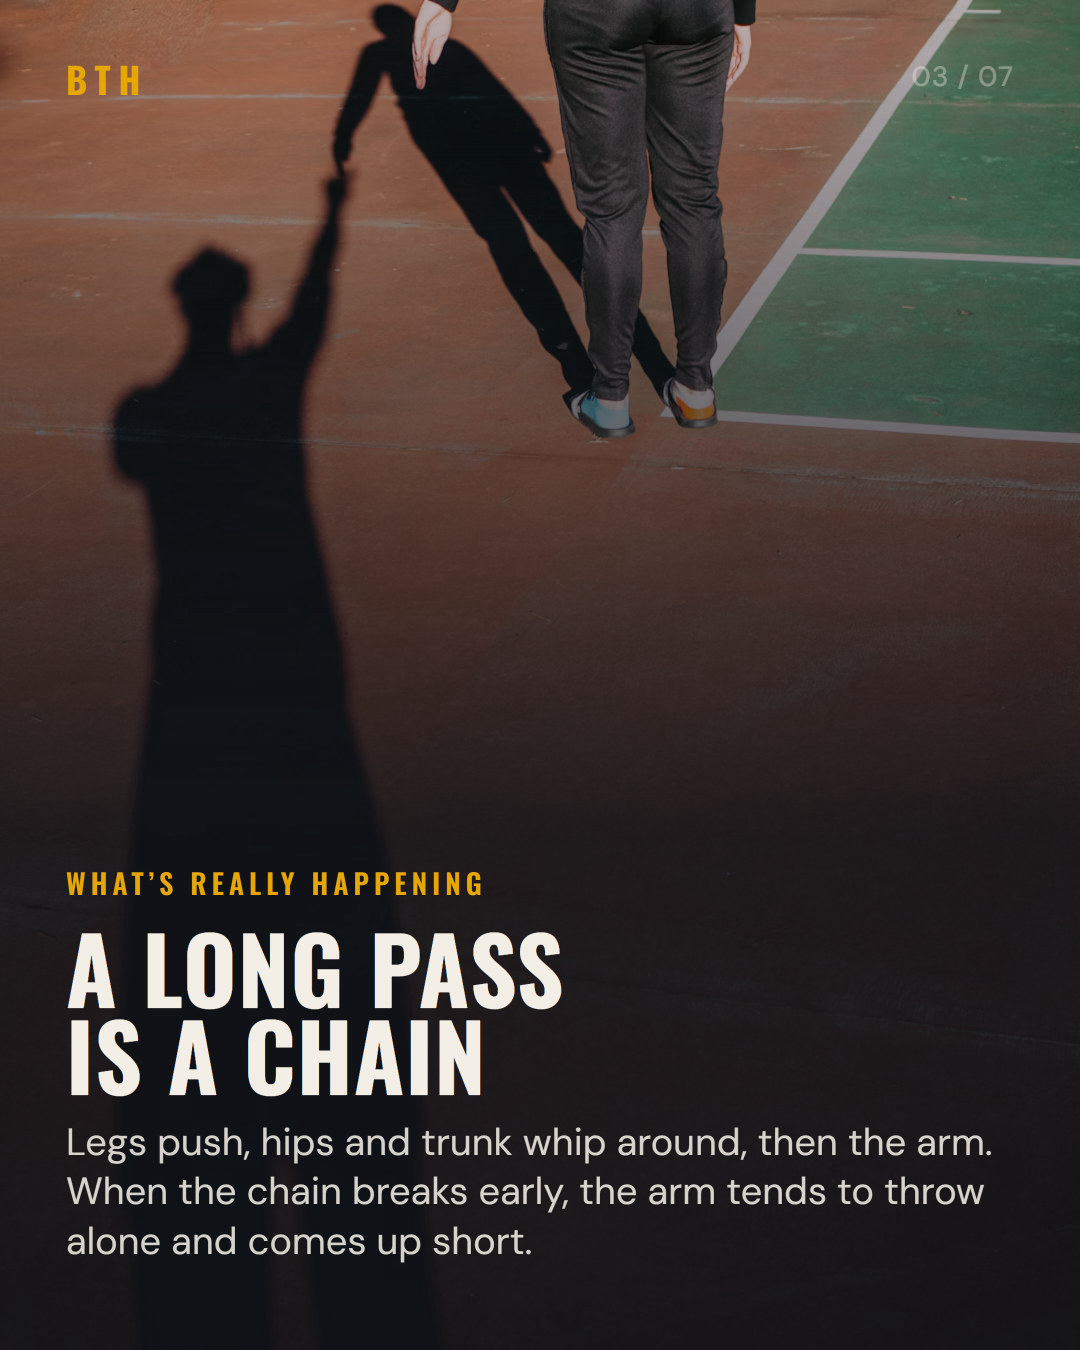 BTH
03 / 07
WHAT’S REALLY HAPPENING
A LONG PASS
IS A CHAIN
Legs push, hips and trunk whip around, then the arm.
When the chain breaks early, the arm tends to throw
alone and comes up short.